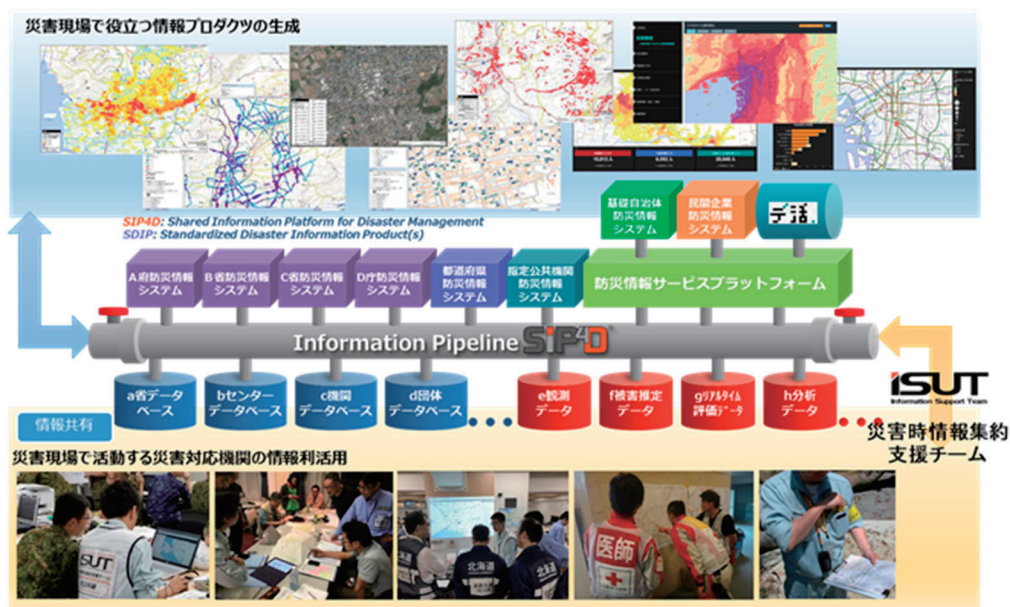 災害現場で役立つ情報プロダクツの生成
SIP4D: Shared Information Platform for Disaster Management
SDIP: Standardized Disaster Information Product(s)
基礎自治体
防災情報
システム
民間企業
防災情報
システム
デ活。
A府防災情報
システム
B省防災情報
システム
C省防災情報
システム
D庁防災情報
システム
都道府県
防災情報
システム
指定公共機関
防災情報
システム
防災情報サービスプラットフォーム
Information Pipeline SIP4D
a省データ
ベース
bセンター
データベース
c機関
データベース
d団体
データベース
e観測
データ
f被害推定
データ
gリアルタイム
評価データ
h分析
データ
ISUT
Information Support Team
災害時情報集約
支援チーム
情報共有
災害現場で活動する災害対応機関の情報利活用
ISUT
北海道
北海道
医師